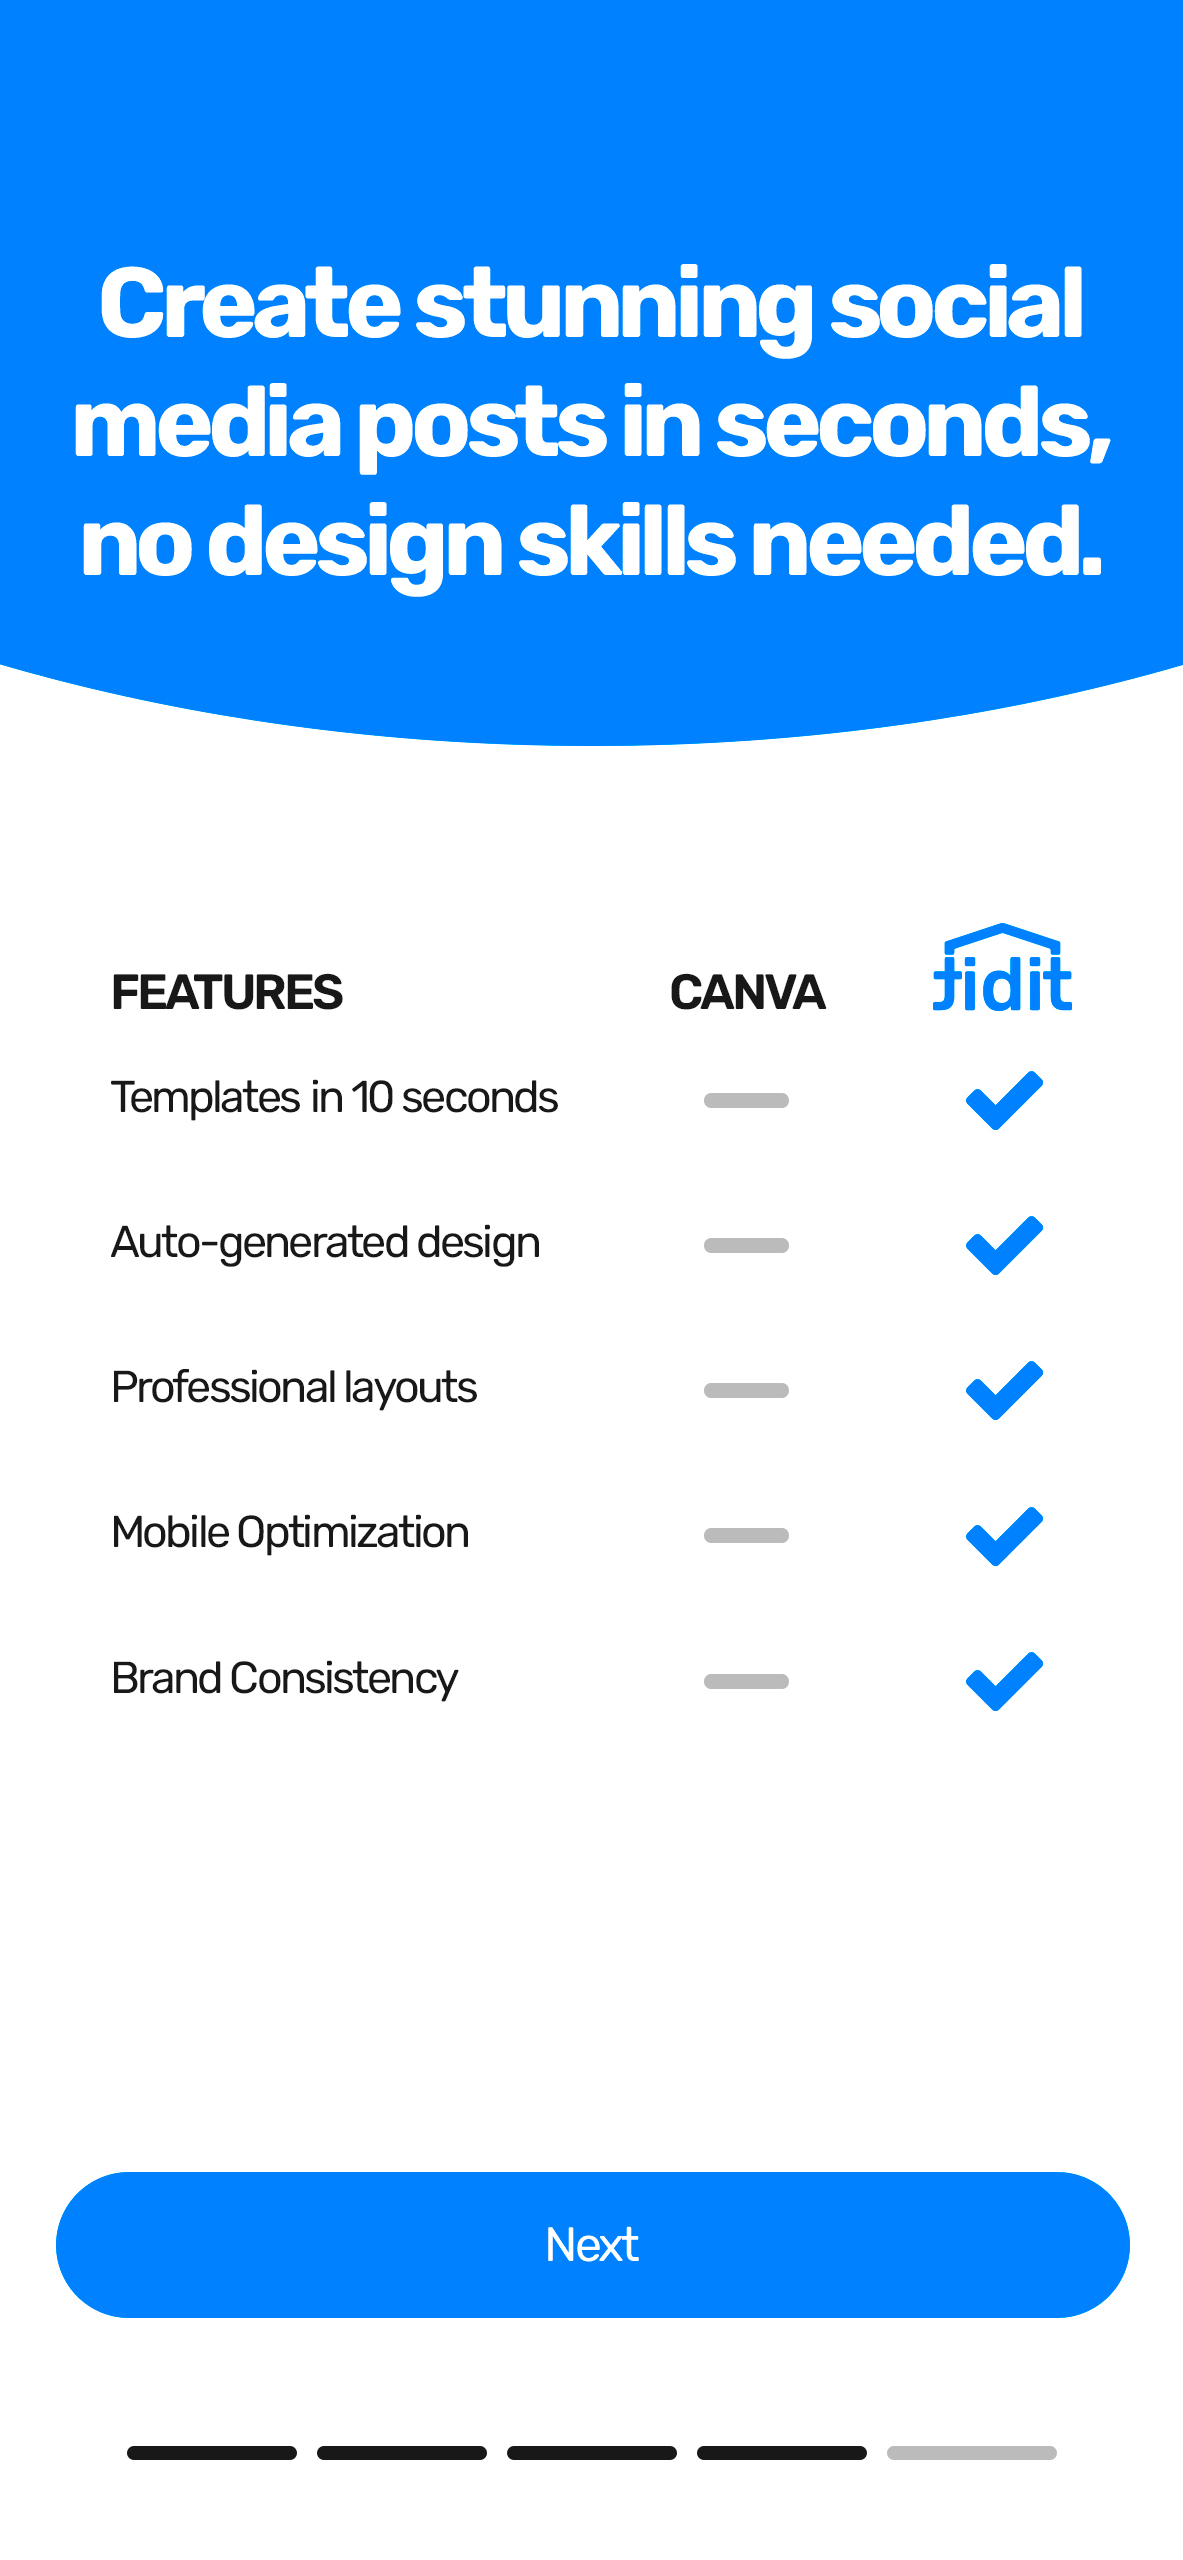 Create stunning social
media posts in seconds,
no design skills needed.
FEATURES CANVA fidit
Templates in 10 seconds
Auto-generated design
Professional layouts
Mobile Optimization
Brand Consistency
Next